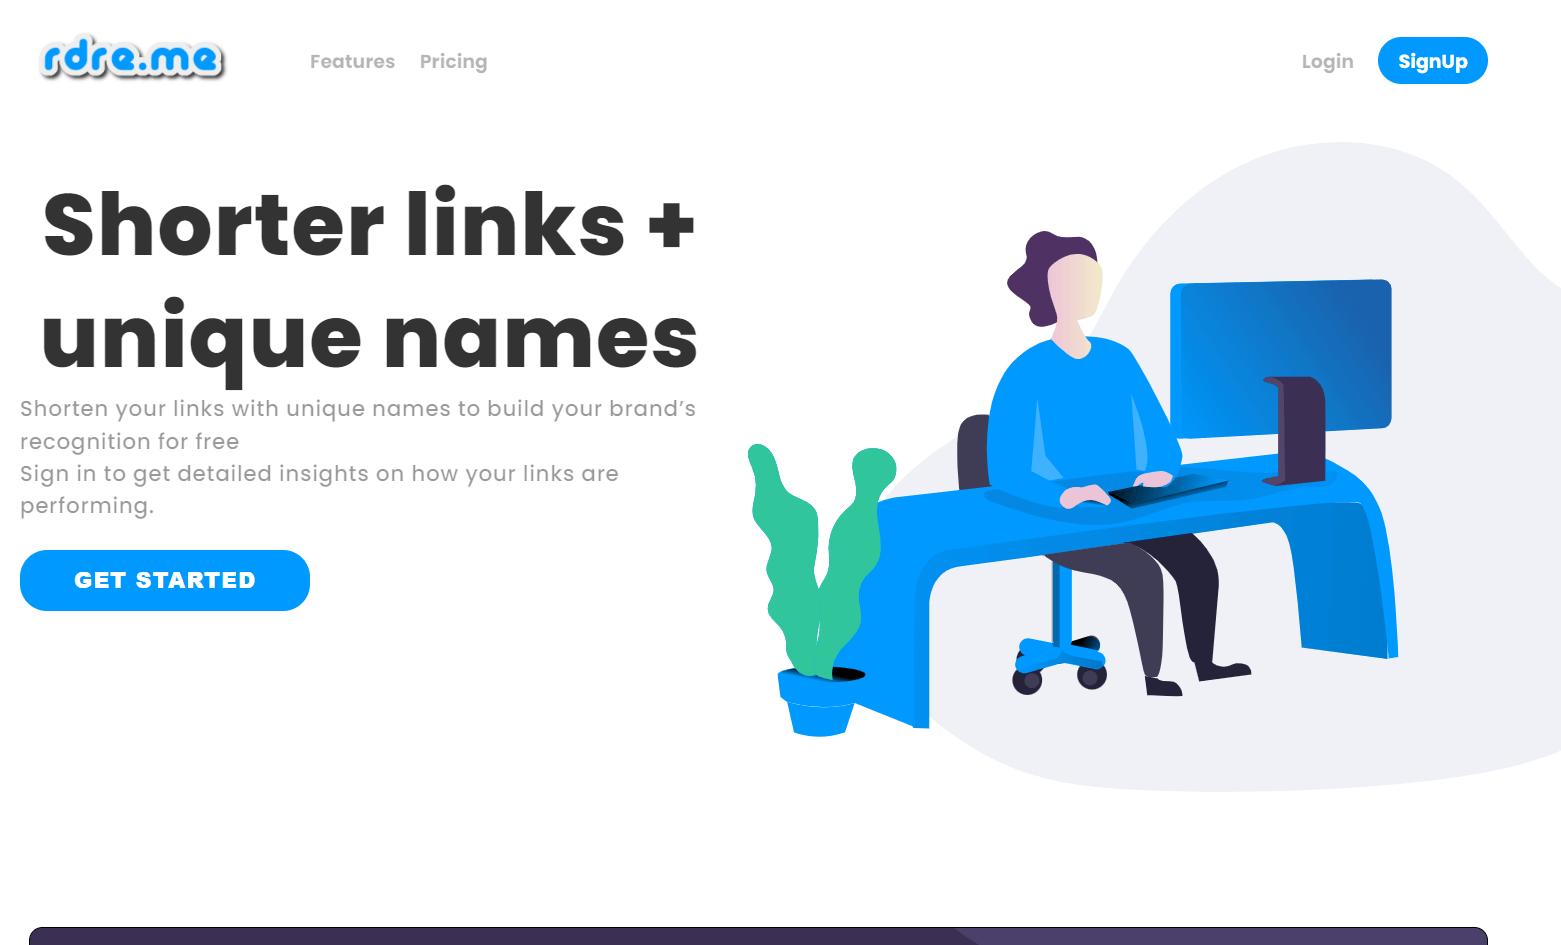 rdre.me
Features
Pricing
Login
SignUp
Shorter links +
unique names
Shorten your links with unique names to build your brand’s
recognition for free
Sign in to get detailed insights on how your links are
performing.
GET STARTED